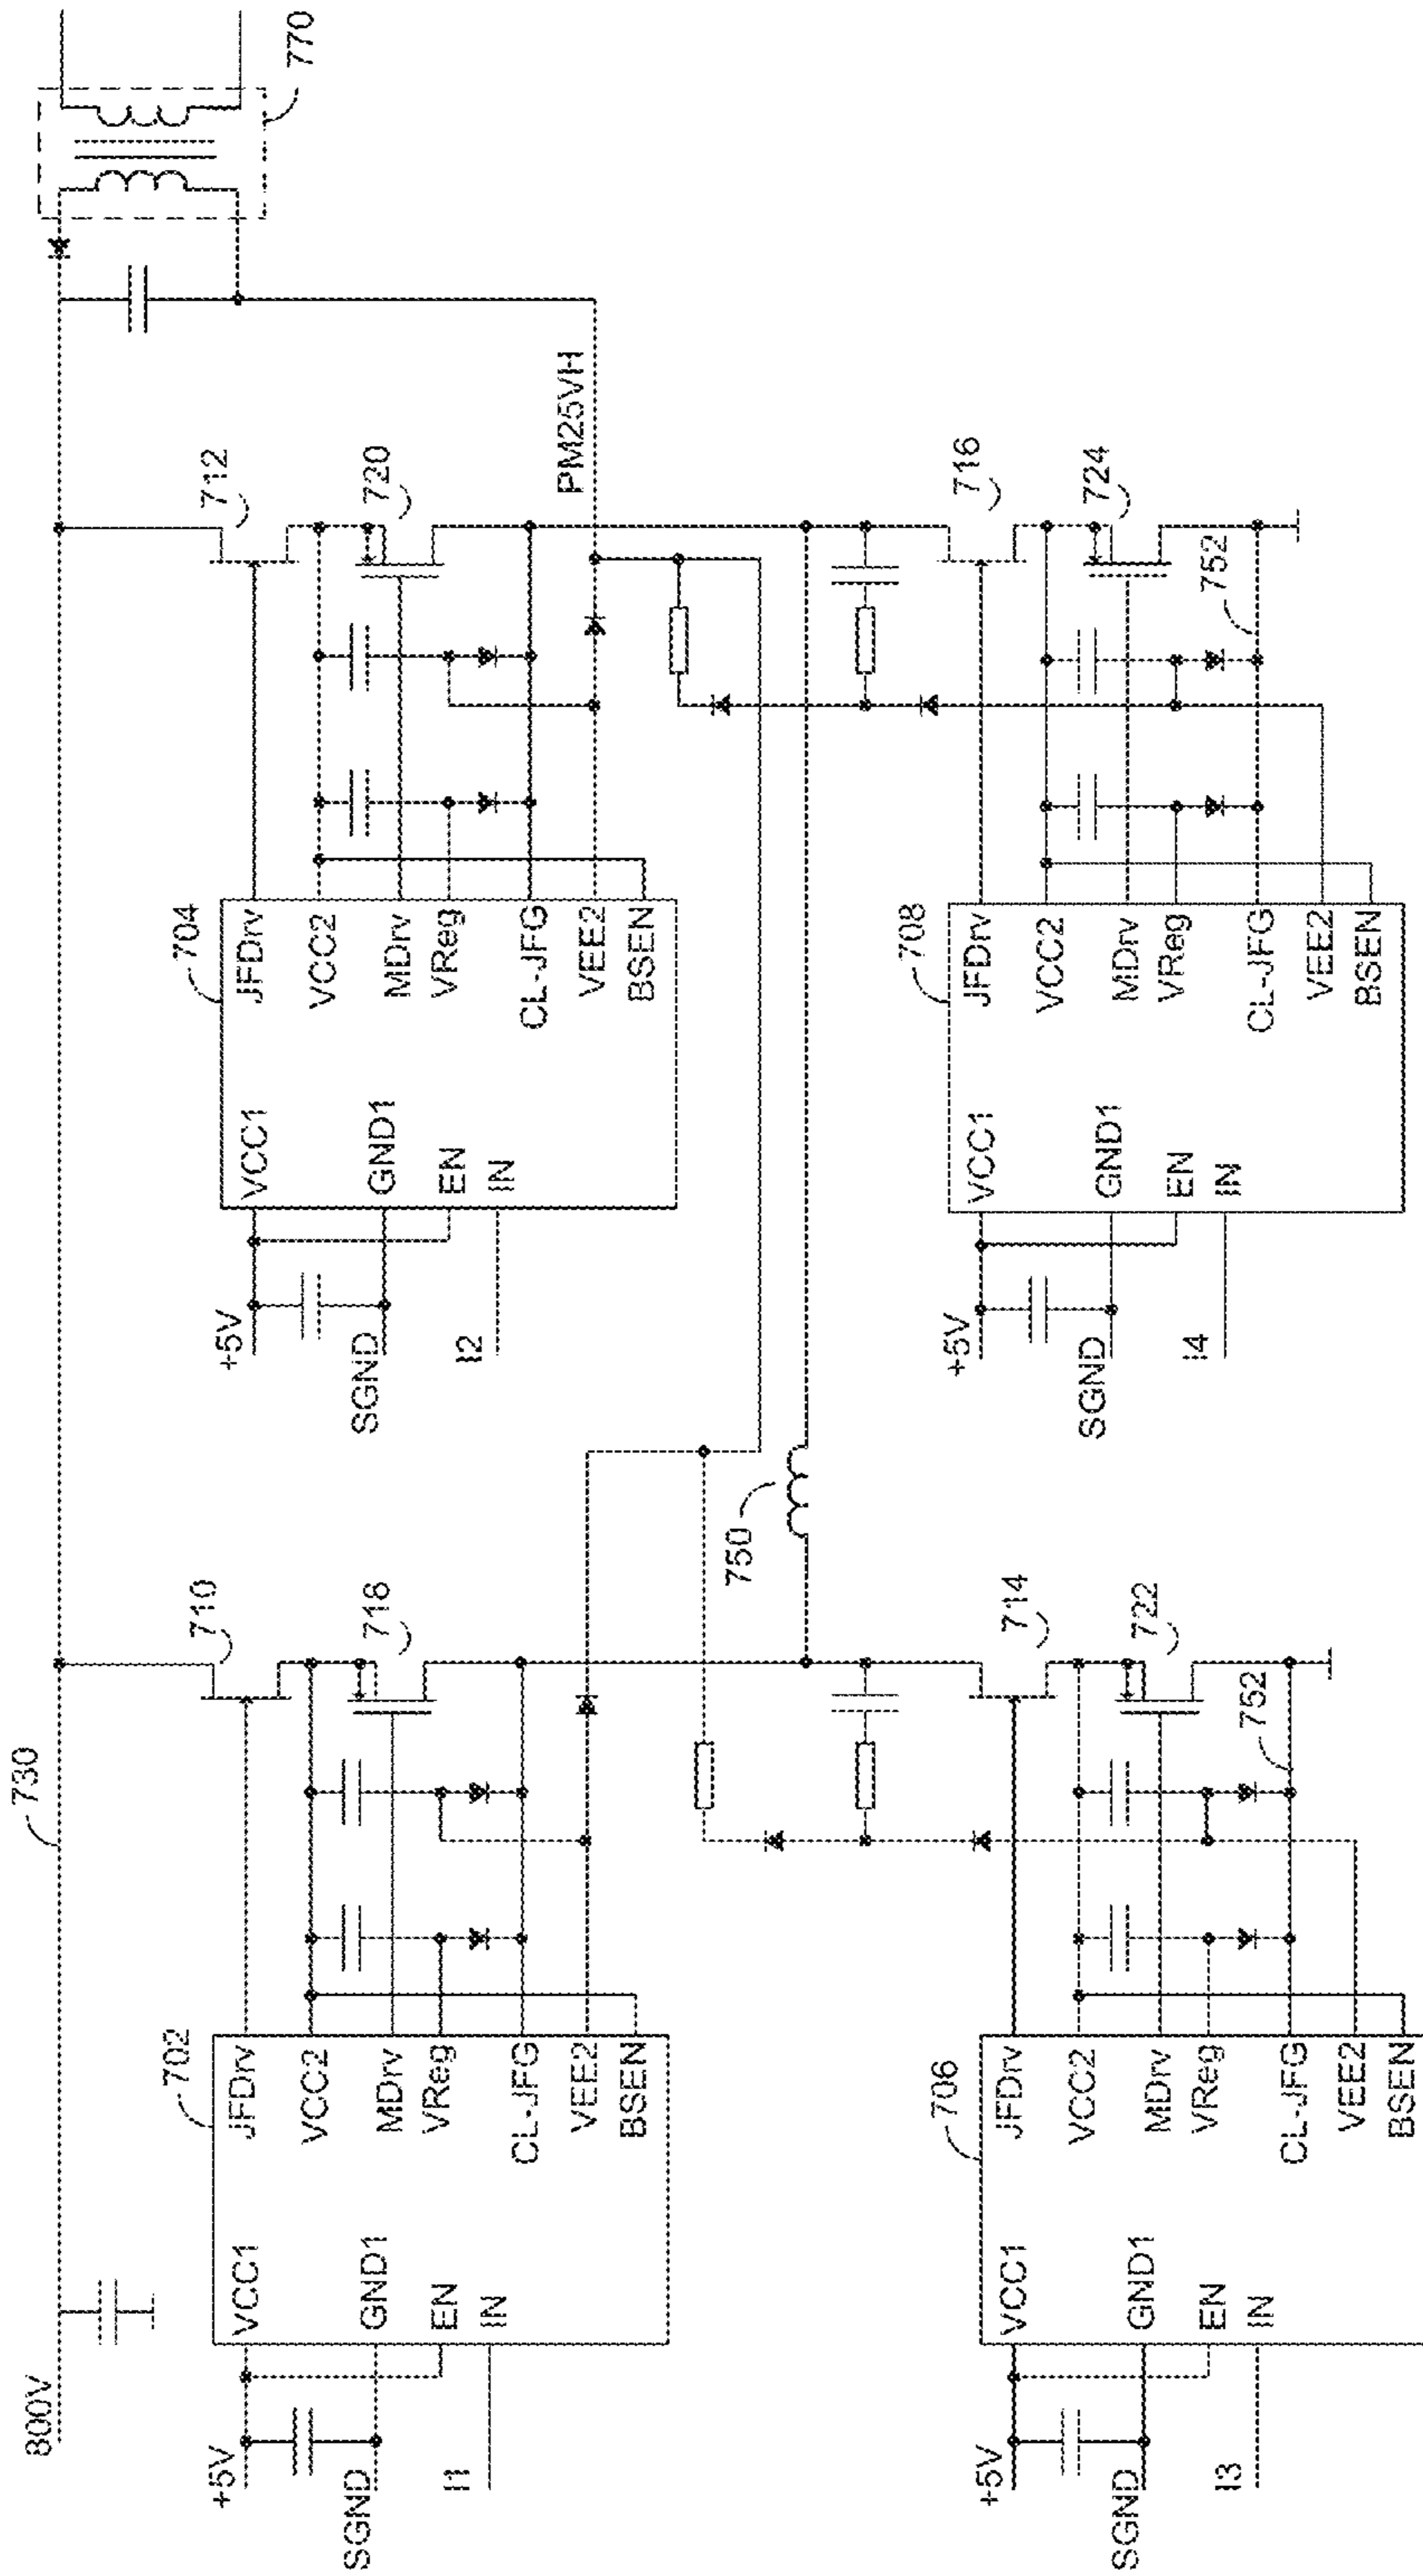 800V
730
+5V
SGND
I1
VCC1
GND1
EN
IN
702
JFDrv
VCC2
MDrv
VReg
CL-JFG
VEE2
BSEN
710
718
+5V
SGND
I2
VCC1
GND1
EN
IN
704
JFDrv
VCC2
MDrv
VReg
CL-JFG
VEE2
BSEN
712
720
PM25VH
770
750
+5V
SGND
I3
VCC1
GND1
EN
IN
706
JFDrv
VCC2
MDrv
VReg
CL-JFG
VEE2
BSEN
714
722
752
+5V
SGND
I4
VCC1
GND1
EN
IN
708
JFDrv
VCC2
MDrv
VReg
CL-JFG
VEE2
BSEN
716
724
752